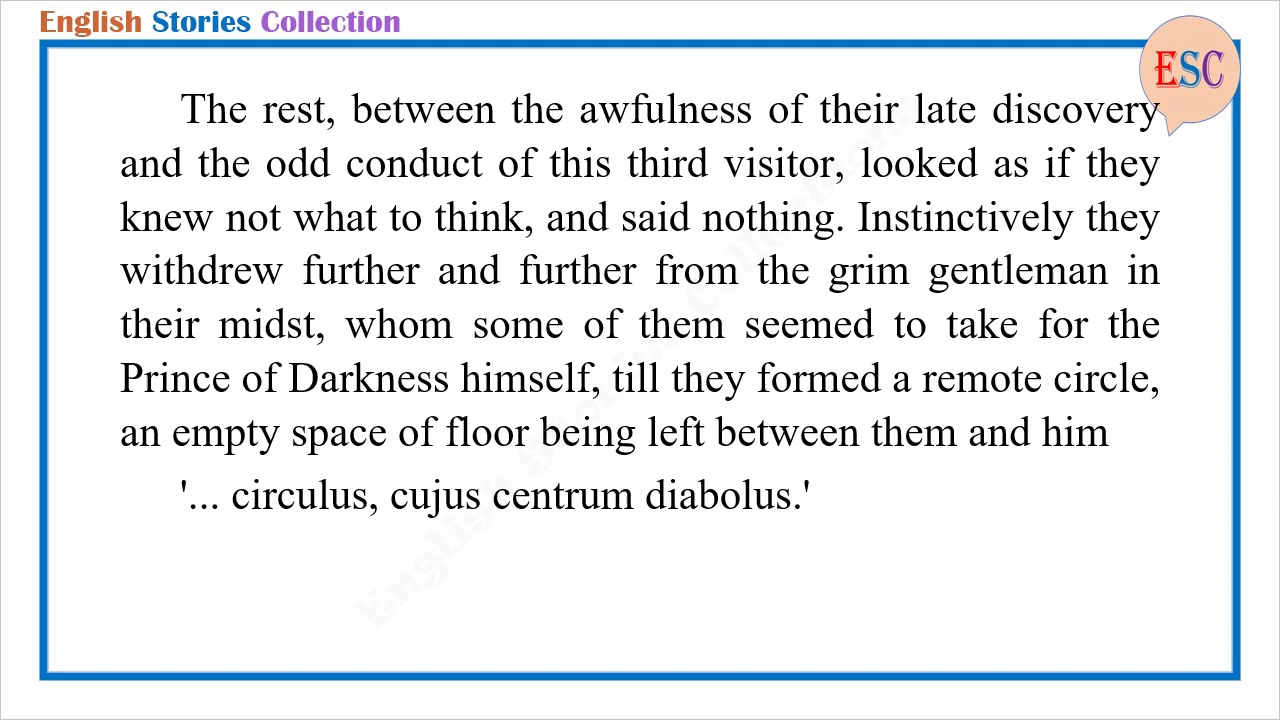 English Stories Collection
ESC
The rest, between the awfulness of their late discovery
and the odd conduct of this third visitor, looked as if they
knew not what to think, and said nothing. Instinctively they
withdrew further and further from the grim gentleman in
their midst, whom some of them seemed to take for the
Prince of Darkness himself, till they formed a remote circle,
an empty space of floor being left between them and him
'... circulus, cujus centrum diabolus.'
English Stories Collection